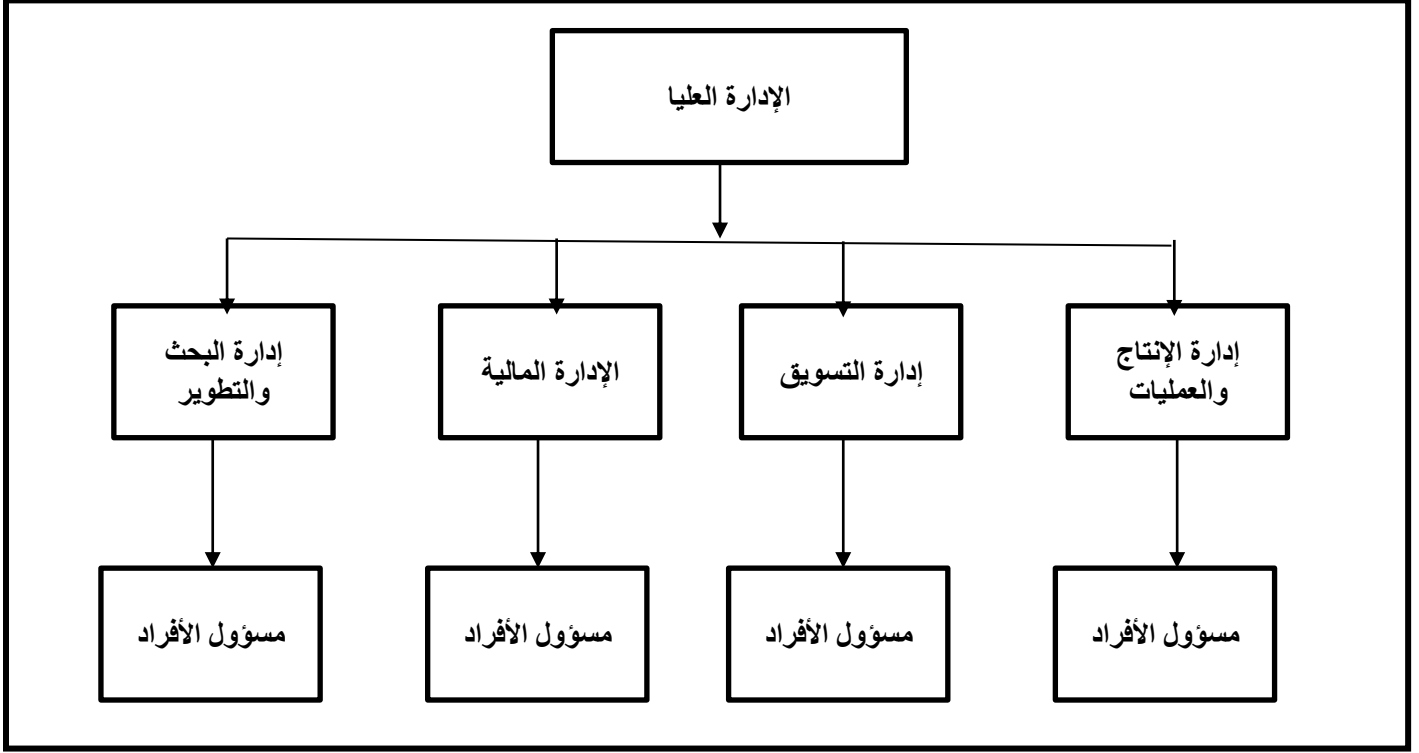 الإدارة العليا
إدارة الإنتاج
والعمليات
إدارة التسويق
الإدارة المالية
إدارة البحث
والتطوير
مسؤول الأفراد
مسؤول الأفراد
مسؤول الأفراد
مسؤول الأفراد